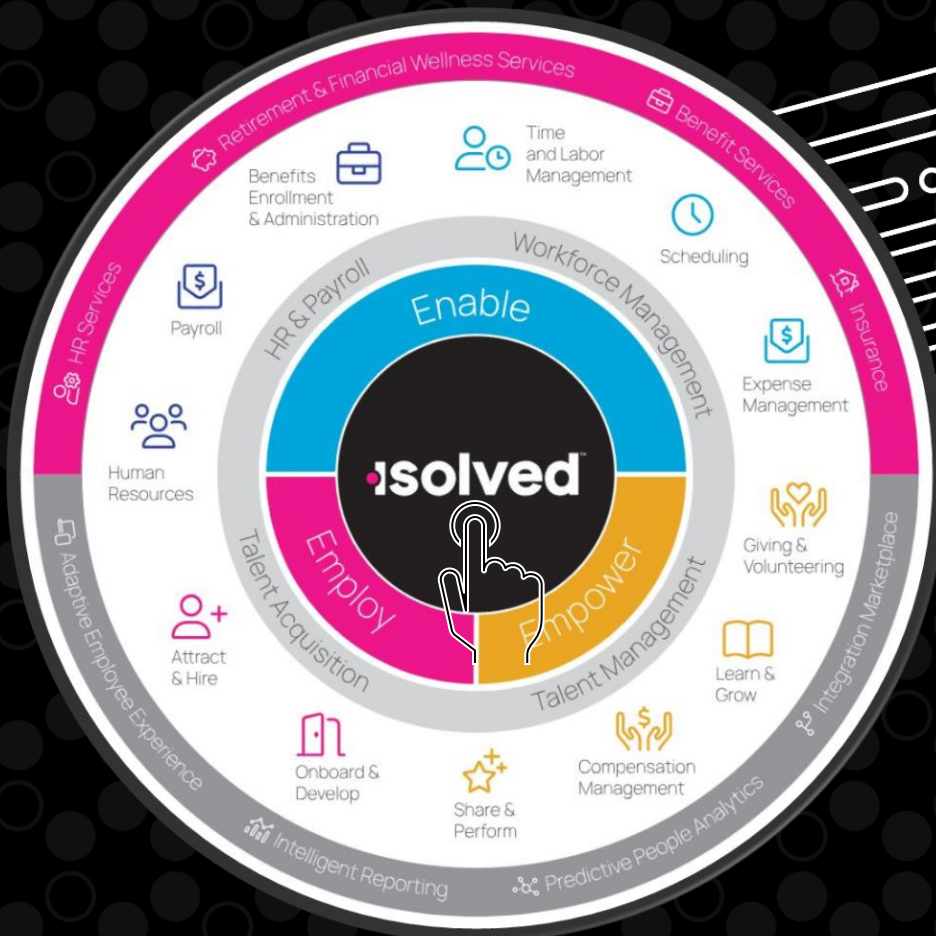 Retirement & Financial Wellness Services
Benefit Services
HR Services
Insurance
Benefits
Enrollment
& Administration
Time
and Labor
Management
Scheduling
Payroll
Expense
Management
Human
Resources
Giving &
Volunteering
Attract
& Hire
Learn &
Grow
Onboard &
Develop
Share &
Perform
Compensation
Management
HR & Payroll
Workforce Management
Talent Acquisition
Talent Management
Enable
Employ
Empower
isolved™
Adaptive Employee Experience
Intelligent Reporting
Predictive People Analytics
Integration Marketplace